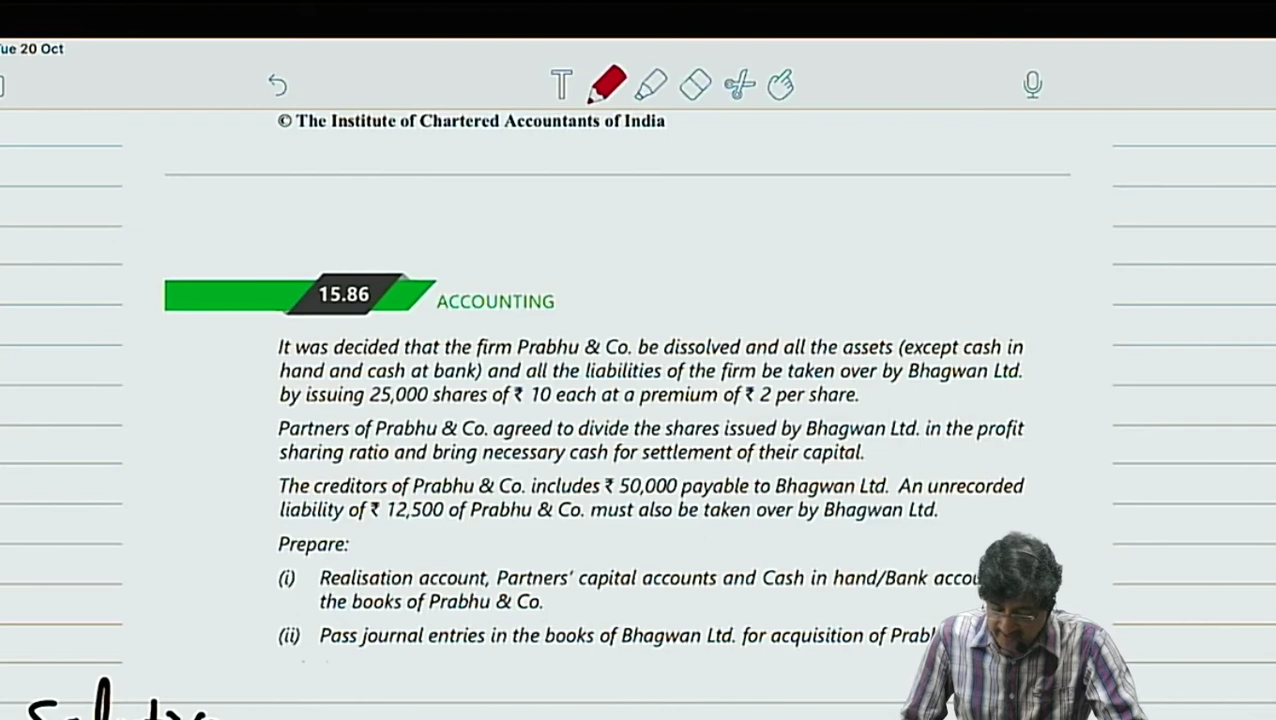 ue 20 Oct
T
© The Institute of Chartered Accountants of India
15.86 ACCOUNTING
It was decided that the firm Prabhu & Co. be dissolved and all the assets (except cash in
hand and cash at bank) and all the liabilities of the firm be taken over by Bhagwan Ltd.
by issuing 25,000 shares of ₹ 10 each at a premium of ₹ 2 per share.
Partners of Prabhu & Co. agreed to divide the shares issued by Bhagwan Ltd. in the profit
sharing ratio and bring necessary cash for settlement of their capital.
The creditors of Prabhu & Co. includes ₹ 50,000 payable to Bhagwan Ltd. An unrecorded
liability of ₹ 12,500 of Prabhu & Co. must also be taken over by Bhagwan Ltd.
Prepare:
(i) Realisation account, Partners' capital accounts and Cash in hand/Bank accou
the books of Prabhu & Co.
(ii) Pass journal entries in the books of Bhagwan Ltd. for acquisition of Prab